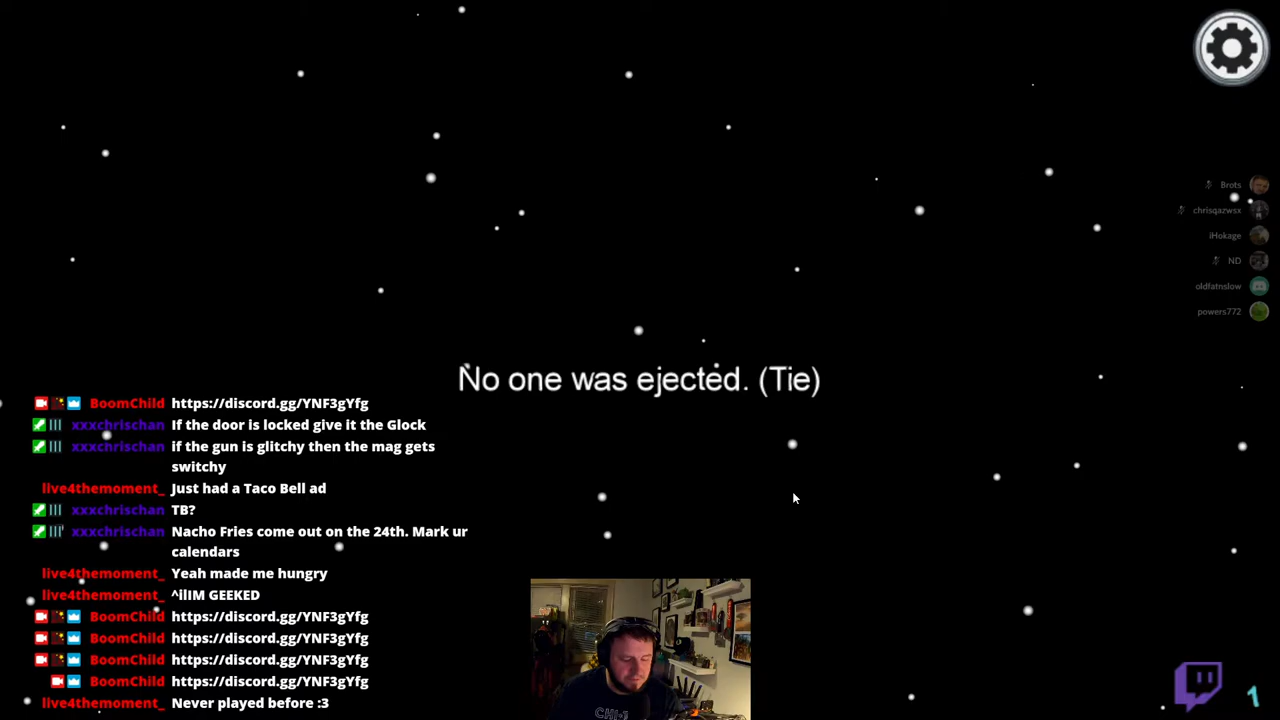 Brots
chrisqazwsx
iHokage
ND
oldfatnslow
powers772
No one was ejected. (Tie)
BoomChild https://discord.gg/YNF3gYfg
xxxchrischan If the door is locked give it the Glock
xxxchrischan if the gun is glitchy then the mag gets
switchy
live4themoment_ Just had a Taco Bell ad
xxxchrischan TB?
xxxchrischan Nacho Fries come out on the 24th. Mark ur
calendars
live4themoment_ Yeah made me hungry
live4themoment_ ^ilIM GEEKED
BoomChild https://discord.gg/YNF3gYfg
BoomChild https://discord.gg/YNF3gYfg
BoomChild https://discord.gg/YNF3gYfg
BoomChild https://discord.gg/YNF3gYfg
live4themoment_ Never played before :3
1